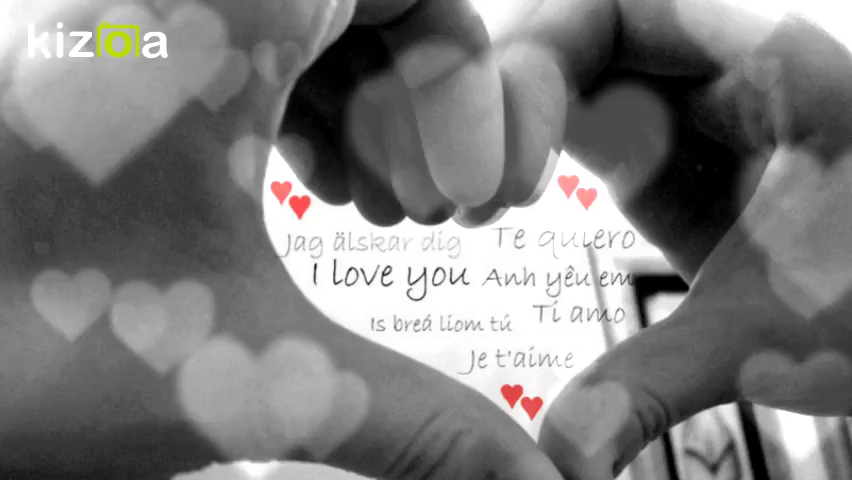 kizoa
Jag älskar dig
Te quiero
I love you
Anh yêu em
Is breá liom tú
Ti amo
Je t'aime